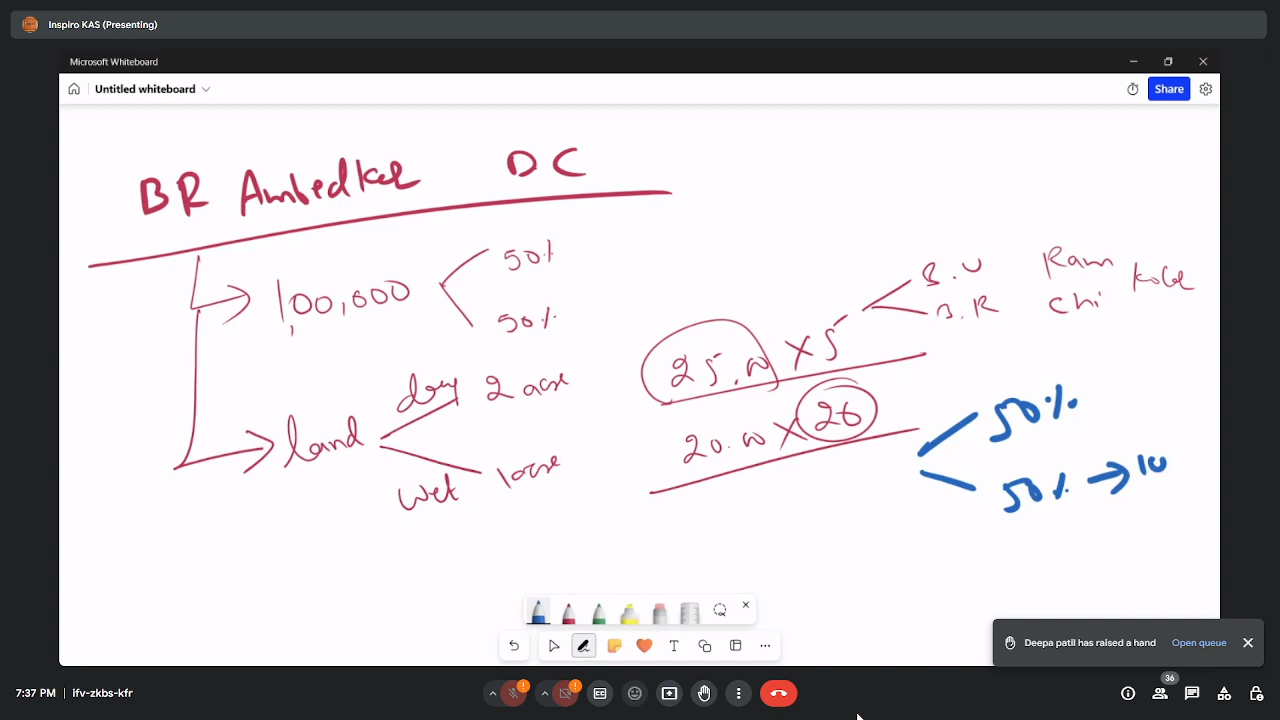 Inspiro KAS (Presenting)
Microsoft Whiteboard
Untitled whiteboard
Share
BR Ambedkar DC
1,00,000
50%
50%
land
dry 2 acre
wet 1 acre
25.00 × 5
B.U
B.R
Ram
Chi
20.00 × 26
50%
50% → 10
T
Deepa patil has raised a hand
Open queue
36
7:37 PM | ifv-zkbs-kfr